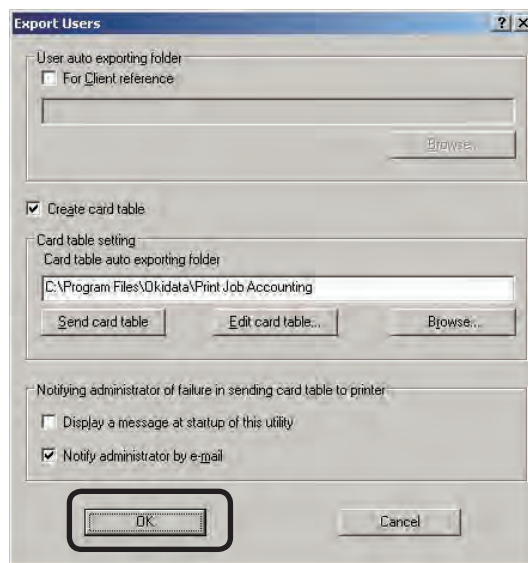 Export Users
User auto exporting folder
For Client reference
Browse...
Create card table
Card table setting
Card table auto exporting folder
C:\Program Files\Okidata\Print Job Accounting
Send card table Edit card table... Browse...
Notifying administrator of failure in sending card table to printer
Display a message at startup of this utility
Notify administrator by e-mail
OK Cancel